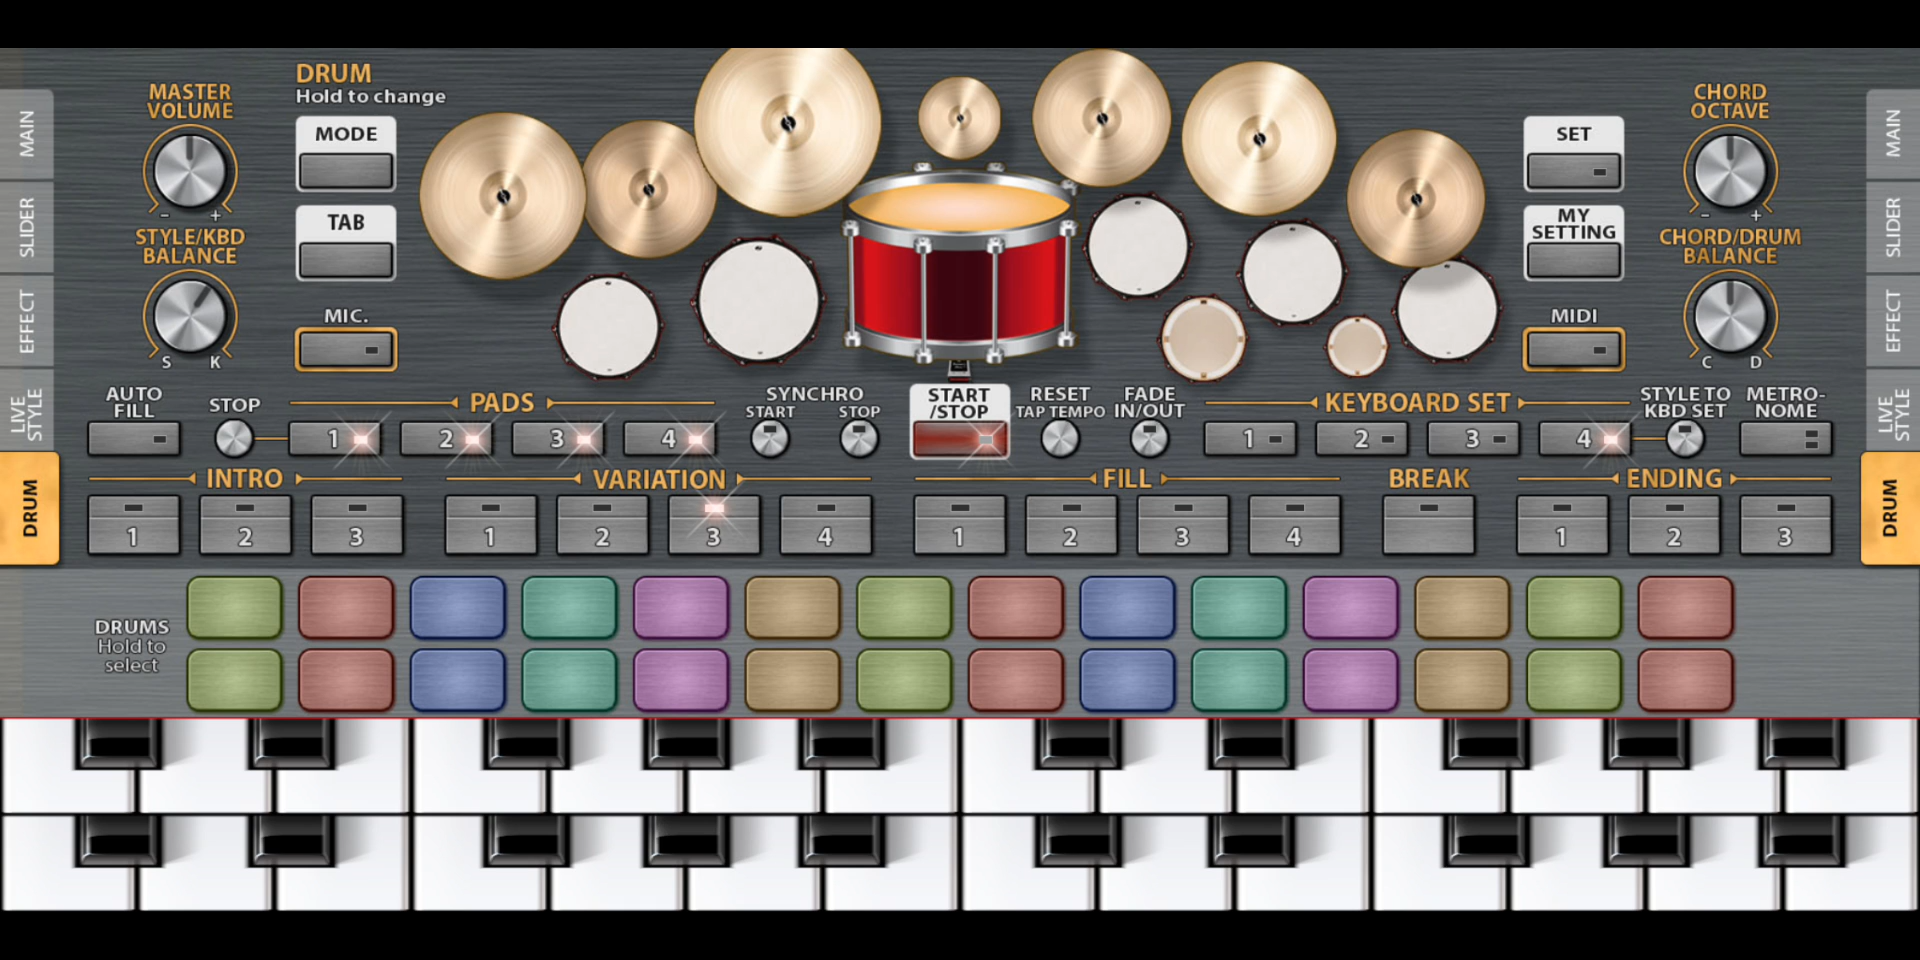 MAIN
SLIDER
EFFECT
LIVE
STYLE
DRUM
MASTER
VOLUME
- +
STYLE/KBD
BALANCE
S K
DRUM
Hold to change
MODE
TAB
MIC.
SET
MY
SETTING
MIDI
CHORD
OCTAVE
- +
CHORD/DRUM
BALANCE
C D
MAIN
SLIDER
EFFECT
LIVE
STYLE
DRUM
AUTO
FILL
STOP
PADS
1 2 3 4
SYNCHRO
START STOP
START
/STOP
RESET
TAP TEMPO
FADE
IN/OUT
KEYBOARD SET
1 2 3 4
STYLE TO
KBD SET
METRO-
NOME
INTRO
1 2 3
VARIATION
1 2 3 4
FILL
1 2 3 4
BREAK
ENDING
1 2 3
DRUMS
Hold to
select